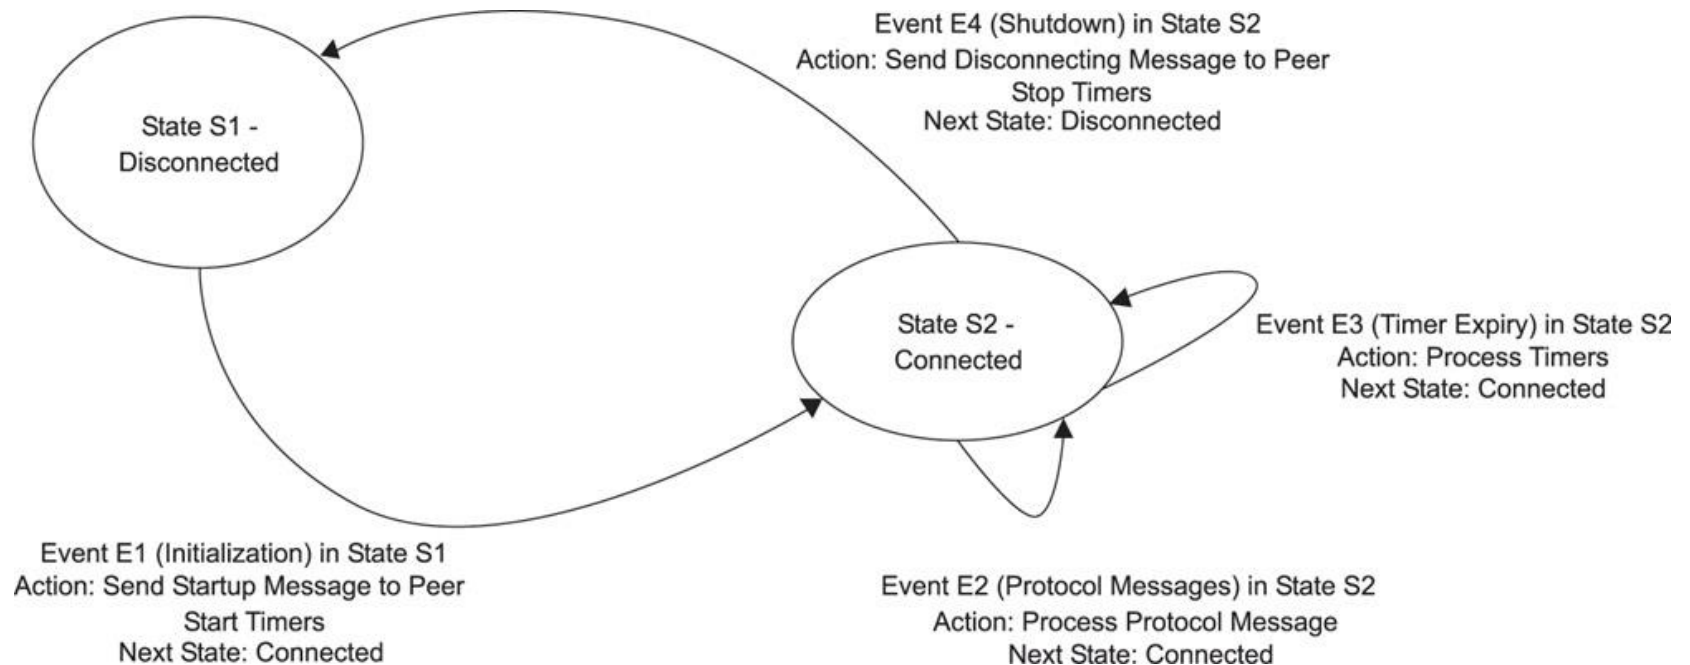 Event E4 (Shutdown) in State S2
Action: Send Disconnecting Message to Peer
Stop Timers
Next State: Disconnected
State S1 -
Disconnected
State S2 -
Connected
Event E3 (Timer Expiry) in State S2
Action: Process Timers
Next State: Connected
Event E1 (Initialization) in State S1
Action: Send Startup Message to Peer
Start Timers
Next State: Connected
Event E2 (Protocol Messages) in State S2
Action: Process Protocol Message
Next State: Connected